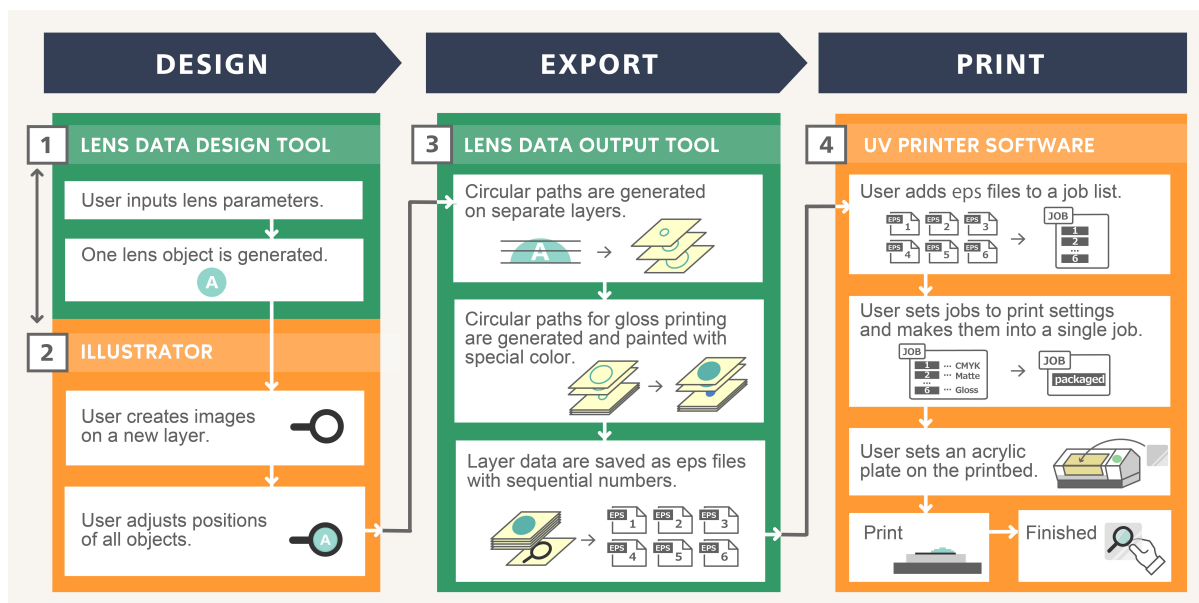 DESIGN
EXPORT
PRINT
1
LENS DATA DESIGN TOOL
User inputs lens parameters.
One lens object is generated.
A
2
ILLUSTRATOR
User creates images
on a new layer.
User adjusts positions
of all objects.
A
3
LENS DATA OUTPUT TOOL
Circular paths are generated
on separate layers.
A
Circular paths for gloss printing
are generated and painted with
special color.
Layer data are saved as eps files
with sequential numbers.
EPS 1
EPS 2
EPS 3
EPS 4
EPS 5
EPS 6
4
UV PRINTER SOFTWARE
User adds eps files to a job list.
EPS 1
EPS 2
EPS 3
EPS 4
EPS 5
EPS 6
JOB
1
2
...
6
User sets jobs to print settings
and makes them into a single job.
JOB
1 ... CMYK
2 ... Matte
...
6 ... Gloss
JOB
packaged
User sets an acrylic
plate on the printbed.
Print
Finished